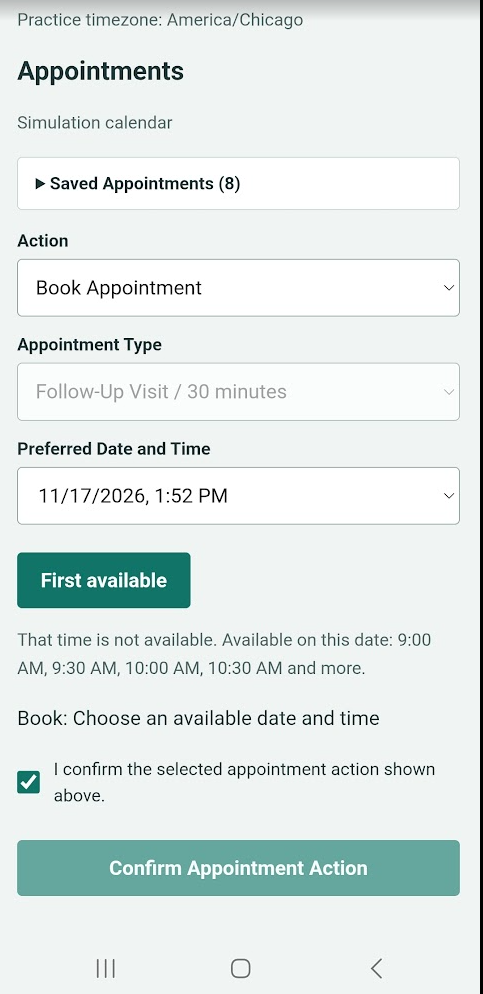 Practice timezone: America/Chicago
Appointments
Simulation calendar
▶ Saved Appointments (8)
Action
Book Appointment
Appointment Type
Follow-Up Visit / 30 minutes
Preferred Date and Time
11/17/2026, 1:52 PM
First available
That time is not available. Available on this date: 9:00
AM, 9:30 AM, 10:00 AM, 10:30 AM and more.
Book: Choose an available date and time
I confirm the selected appointment action shown
above.
Confirm Appointment Action